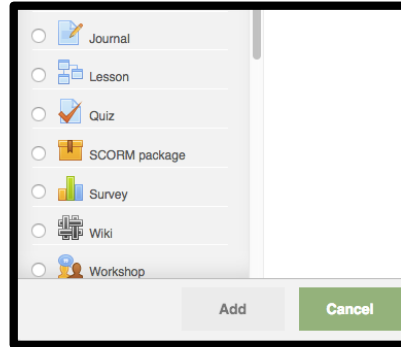 Journal
Lesson
Quiz
SCORM package
Survey
Wiki
Workshop
Add Cancel